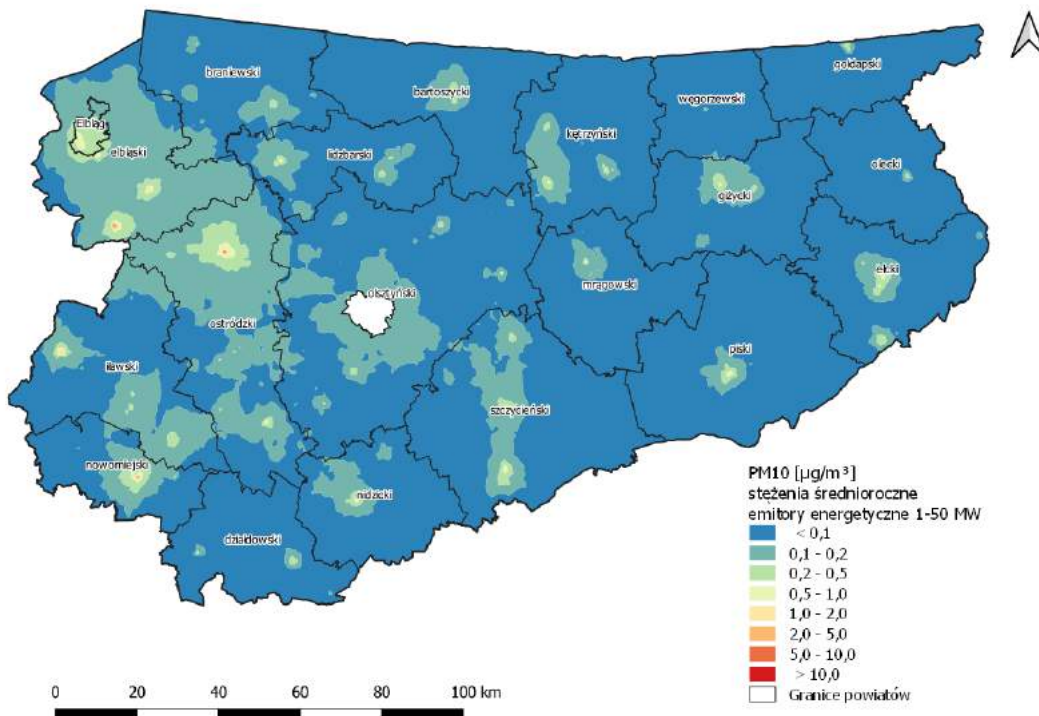 gołdapski
braniewski
bartoszycki
węgorzewski
Elbląg
kętrzyński
elbląski
lidzbarski
olecki
giżycki
ełcki
mrągowski
olsztyński
ostródzki
piski
iławski
szczycieński
nowomiejski
nidzicki
działdowski
PM10 [µg/m³]
stężenia średnioroczne
emitory energetyczne 1-50 MW
< 0,1
0,1 - 0,2
0,2 - 0,5
0,5 - 1,0
1,0 - 2,0
2,0 - 5,0
5,0 - 10,0
> 10,0
Granice powiatów
0 20 40 60 80 100 km